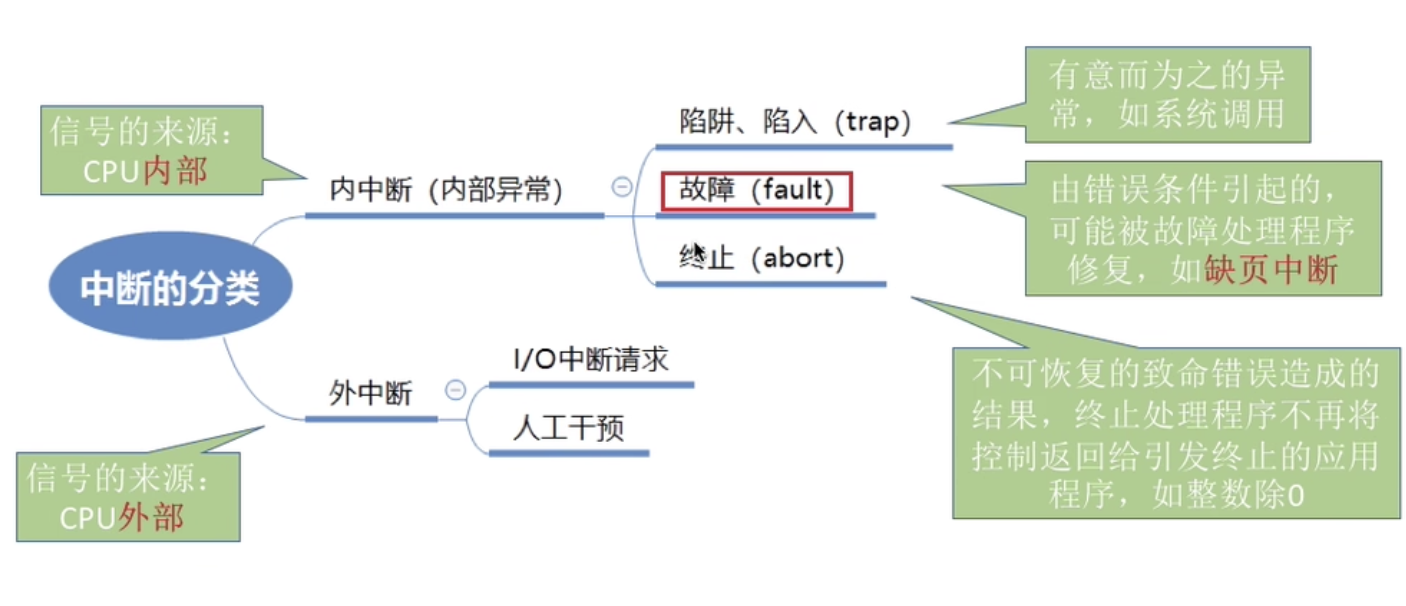 有意而为之的异
常，如系统调用
信号的来源：
CPU内部
陷阱、陷入（trap）
内中断（内部异常）
故障（fault）
由错误条件引起的，
可能被故障处理程序
修复，如缺页中断
终止（abort）
中断的分类
I/O中断请求
外中断
人工干预
不可恢复的致命错误造成的
结果，终止处理程序不再将
控制返回给引发终止的应用
程序，如整数除0
信号的来源：
CPU外部